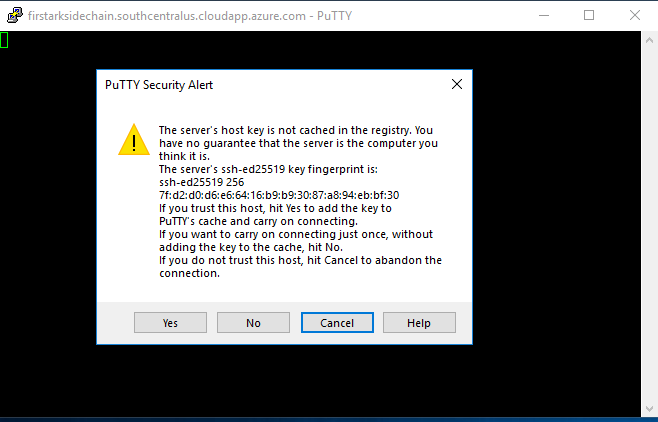 firstarksidechain.southcentralus.cloudapp.azure.com - PuTTY
PuTTY Security Alert
The server's host key is not cached in the registry. You
have no guarantee that the server is the computer you
think it is.
The server's ssh-ed25519 key fingerprint is:
ssh-ed25519 256
7f:d2:d0:d6:e6:64:16:b9:b9:30:87:a8:94:eb:bf:30
If you trust this host, hit Yes to add the key to
PuTTY's cache and carry on connecting.
If you want to carry on connecting just once, without
adding the key to the cache, hit No.
If you do not trust this host, hit Cancel to abandon the
connection.
Yes No Cancel Help